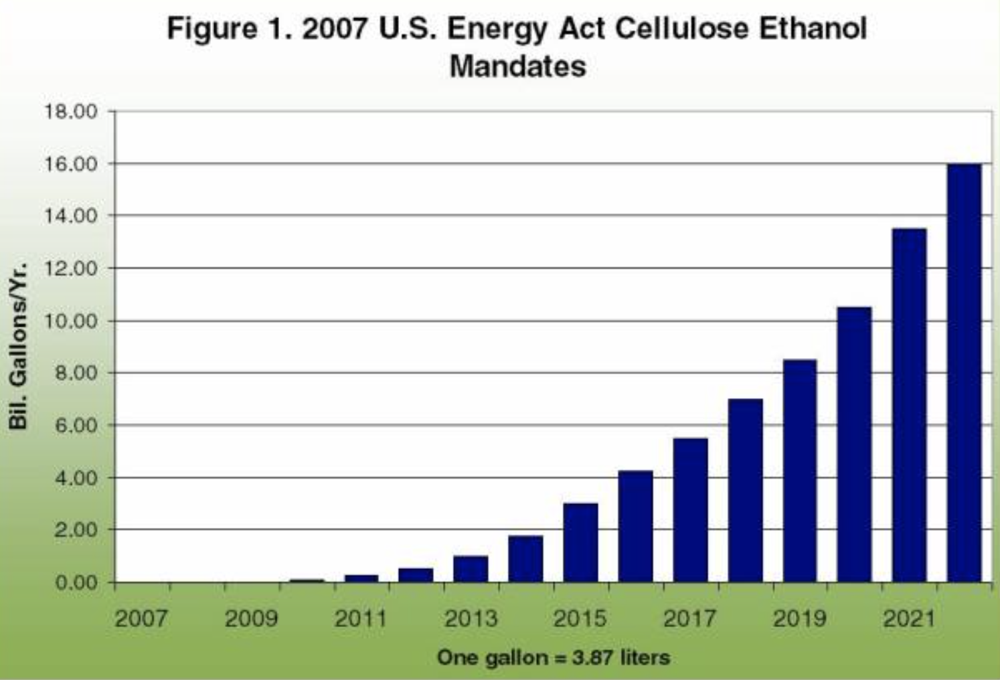 Figure 1. 2007 U.S. Energy Act Cellulose Ethanol
Mandates
18.00
16.00
14.00
12.00
10.00
8.00
6.00
4.00
2.00
0.00
Bil. Gallons/Yr.
2007 2009 2011 2013 2015 2017 2019 2021
One gallon = 3.87 liters